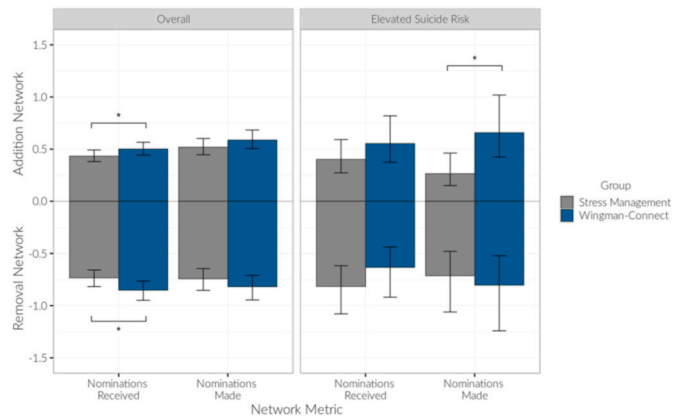 Overall
Elevated Suicide Risk
Addition Network
Removal Network
1.5
1.0
0.5
0.0
-0.5
-1.0
-1.5
*
*
*
Nominations
Received
Nominations
Made
Nominations
Received
Nominations
Made
Network Metric
Group
Stress Management
Wingman-Connect